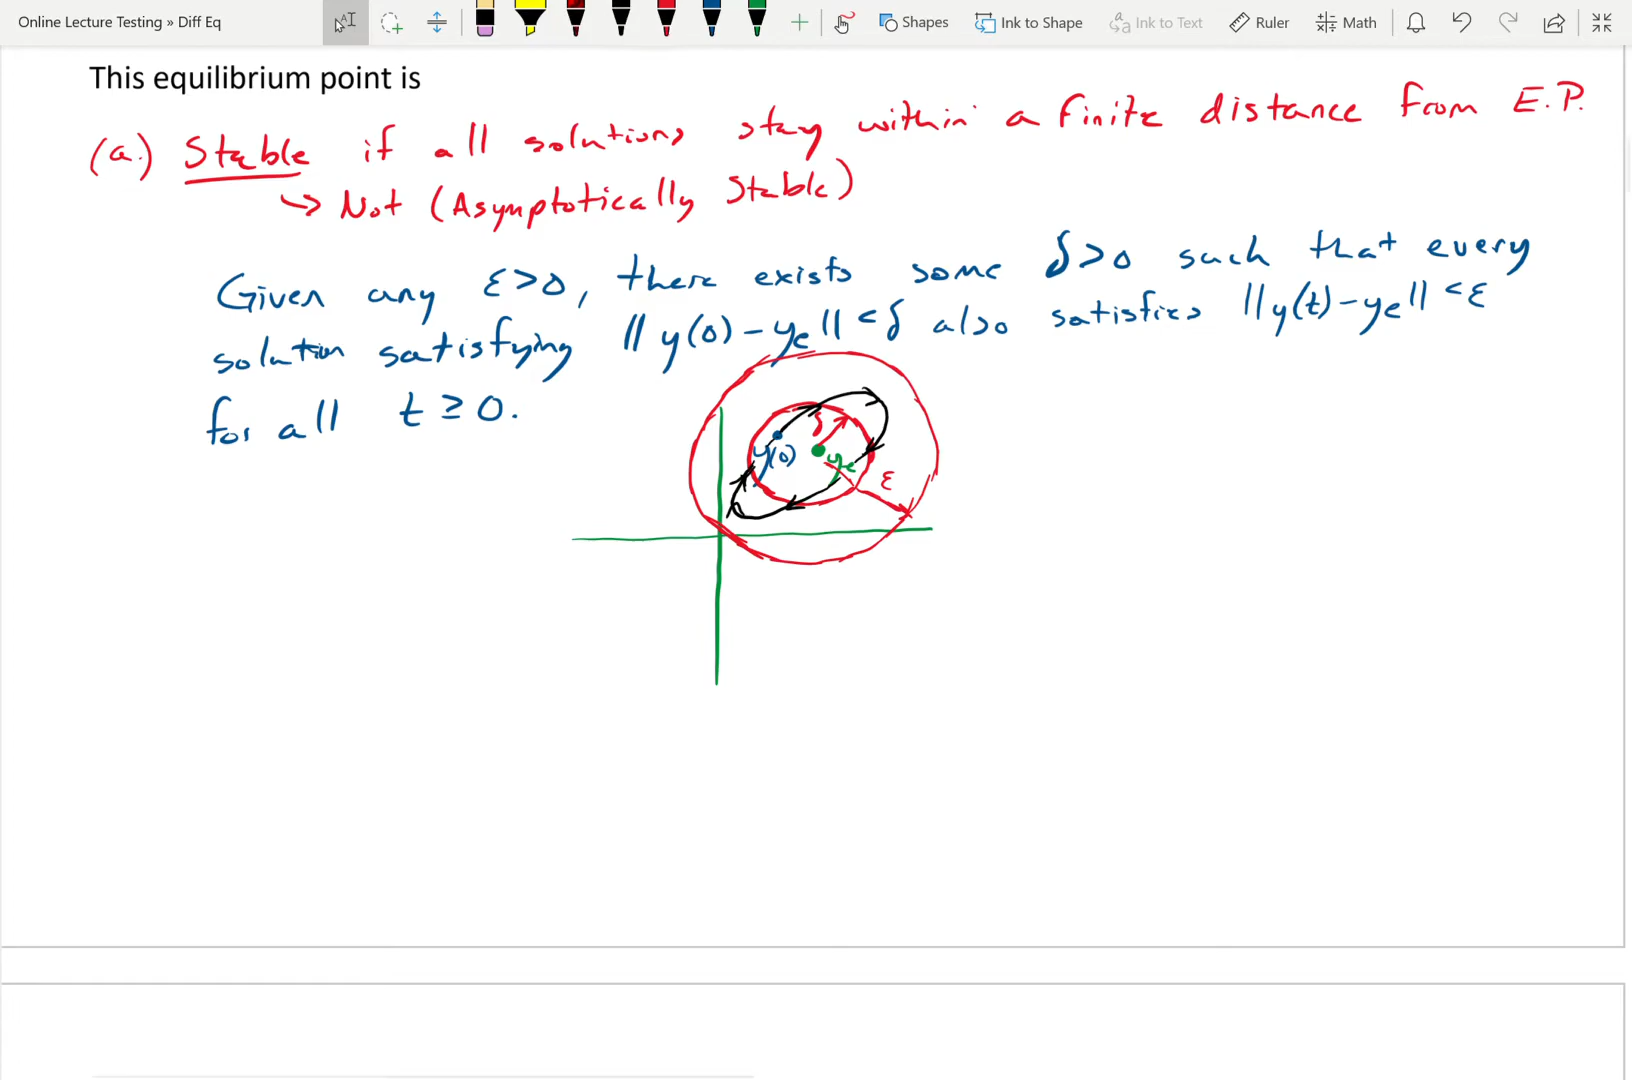 Online Lecture Testing » Diff Eq
Shapes
Ink to Shape
Ink to Text
Ruler
Math
This equilibrium point is
(a.) Stable if all solutions stay within a finite distance from E.P.
→ Not (Asymptotically Stable)
Given any ε>0, there exists some δ>0 such that every
solution satisfying ||y(0)-yₑ||<δ also satisfies ||y(t)-yₑ||<ε
for all t≥0.
δ
y(0)
yₑ
ε